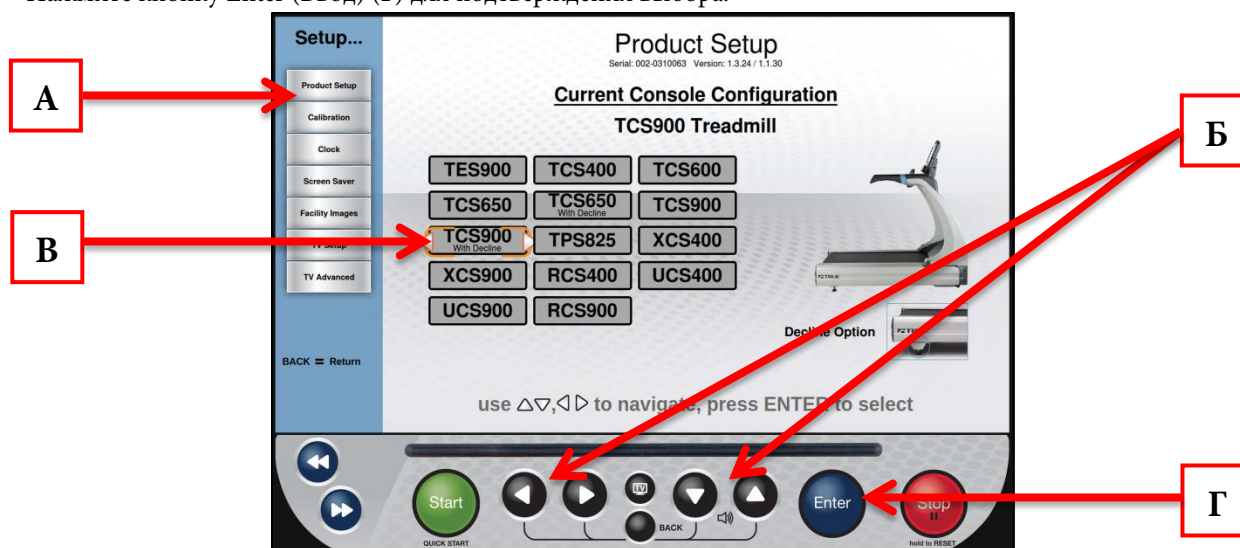 Setup...
Product Setup
Calibration
Clock
Screen Saver
Facility Images
TV Advanced
BACK = Return
Product Setup
Serial: 002-0310063 Version: 1.3.24 / 1.1.30
Current Console Configuration
TCS900 Treadmill
TES900 TCS400 TCS600
TCS650 TCS650 TCS900
With Decline
TCS900 TPS825 XCS400
With Decline
XCS900 RCS400 UCS400
UCS900 RCS900
TRUE
Decline Option
use △▽,◁ ▷ to navigate, press ENTER to select
Start
TV
Enter
Stop
BACK
QUICK START
hold to RESET
А
Б
В
Г